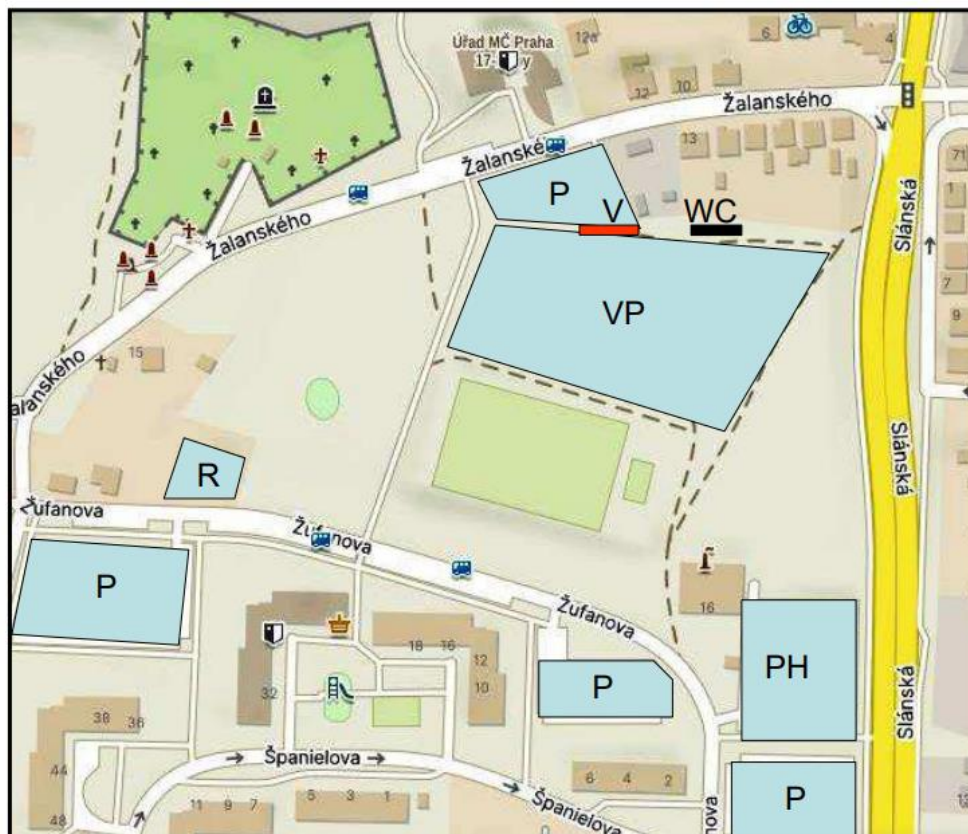 Úřad MČ Praha
17-
y
12a
6
4
12
10
Žalanského
13
71
1
Žalanské
P
V
WC
Slánská
Žalanského
VP
7
9
15
Žalanského
R
Slánská
Žufanova
Žufanova
P
Žufanova
16
18
16
12
10
32
P
PH
Slánská
38
36
44
48
Španielova
6
4
2
P
11
9
7
5
3
1
Španielova
nova